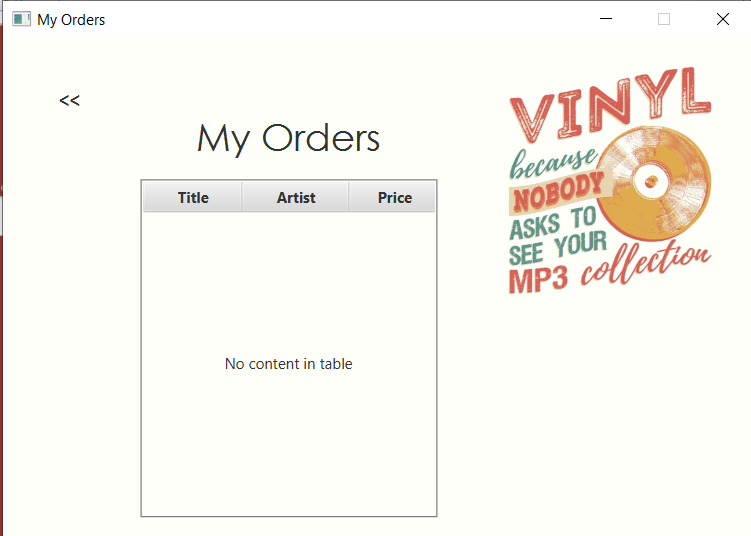 My Orders
<<
My Orders
Title Artist Price
No content in table
VINYL
because
NOBODY
ASKS TO
SEE YOUR
MP3 collection